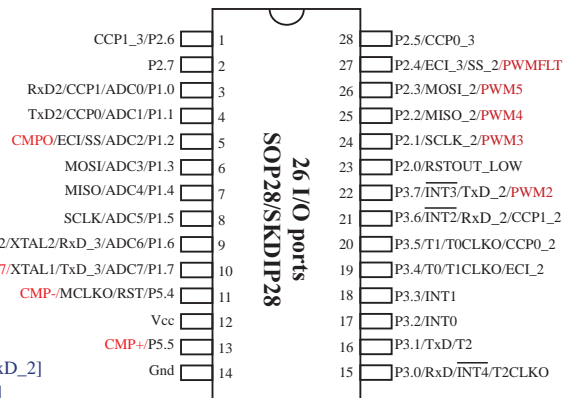 CCP1_3/P2.6 1 28 P2.5/CCP0_3
P2.7 2 27 P2.4/ECI_3/SS_2/PWMFLT
RxD2/CCP1/ADC0/P1.0 3 26 P2.3/MOSI_2/PWM5
TxD2/CCP0/ADC1/P1.1 4 25 P2.2/MISO_2/PWM4
CMPO/ECI/SS/ADC2/P1.2 5 24 P2.1/SCLK_2/PWM3
MOSI/ADC3/P1.3 6 23 P2.0/RSTOUT_LOW
MISO/ADC4/P1.4 7 22 P3.7/INT3/TxD_2/PWM2
SCLK/ADC5/P1.5 8 21 P3.6/INT2/RxD_2/CCP1_2
2/XTAL2/RxD_3/ADC6/P1.6 9 20 P3.5/T1/T0CLKO/CCP0_2
7/XTAL1/TxD_3/ADC7/P1.7 10 19 P3.4/T0/T1CLKO/ECI_2
CMP-/MCLKO/RST/P5.4 11 18 P3.3/INT1
Vcc 12 17 P3.2/INT0
CMP+/P5.5 13 16 P3.1/TxD/T2
Gnd 14 15 P3.0/RxD/INT4/T2CLKO
26 I/O ports
SOP28/SKDIP28
xD_2]
]